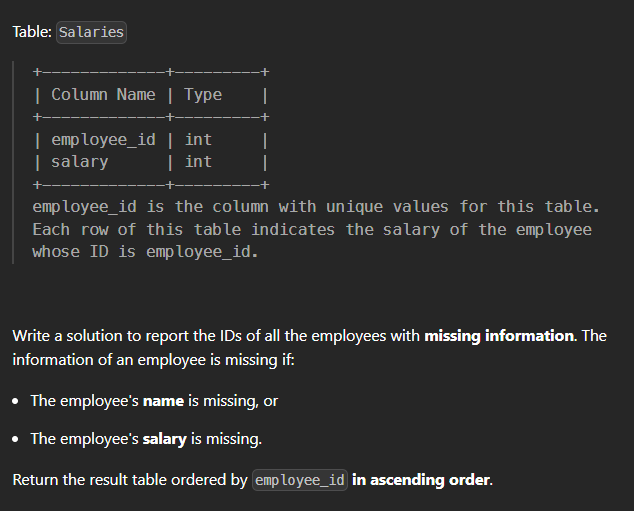 Table: Salaries
+-------------+---------+
| Column Name | Type    |
+-------------+---------+
| employee_id | int     |
| salary      | int     |
+-------------+---------+
employee_id is the column with unique values for this table.
Each row of this table indicates the salary of the employee
whose ID is employee_id.
Write a solution to report the IDs of all the employees with missing information. The
information of an employee is missing if:
• The employee's name is missing, or
• The employee's salary is missing.
Return the result table ordered by employee_id in ascending order.